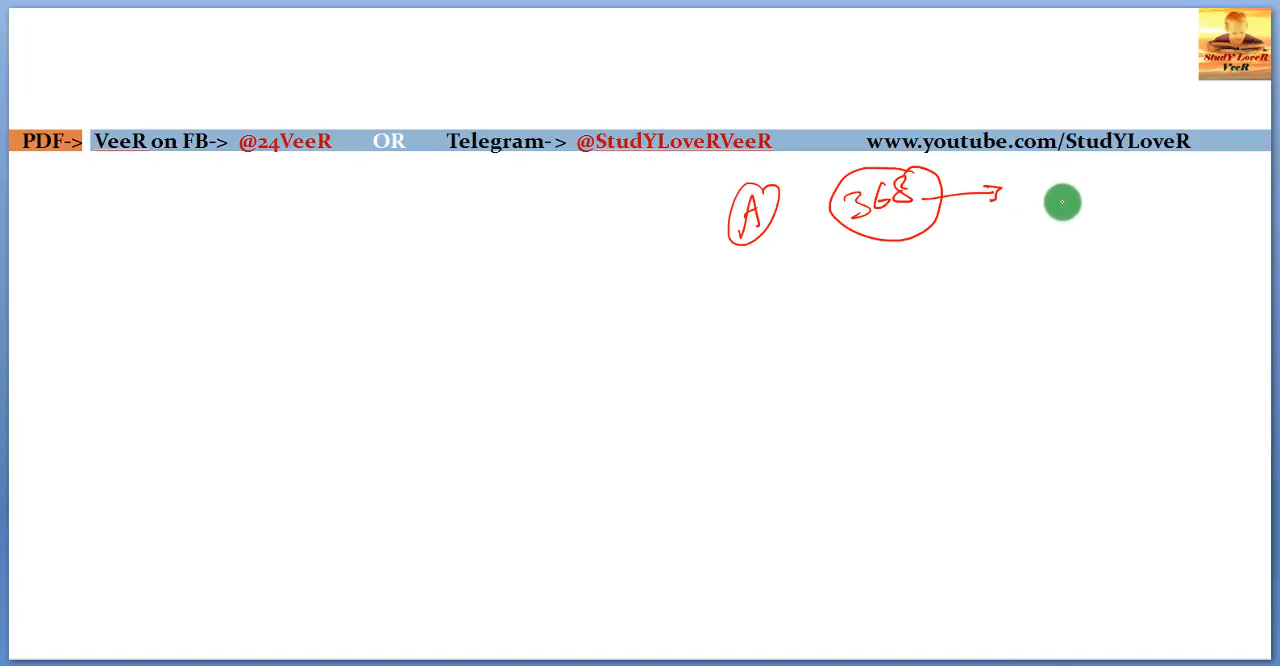 StudY LoveR
VeeR
PDF-> VeeR on FB-> @24VeeR OR Telegram-> @StudYLoveRVeeR www.youtube.com/StudYLoveR
A 368